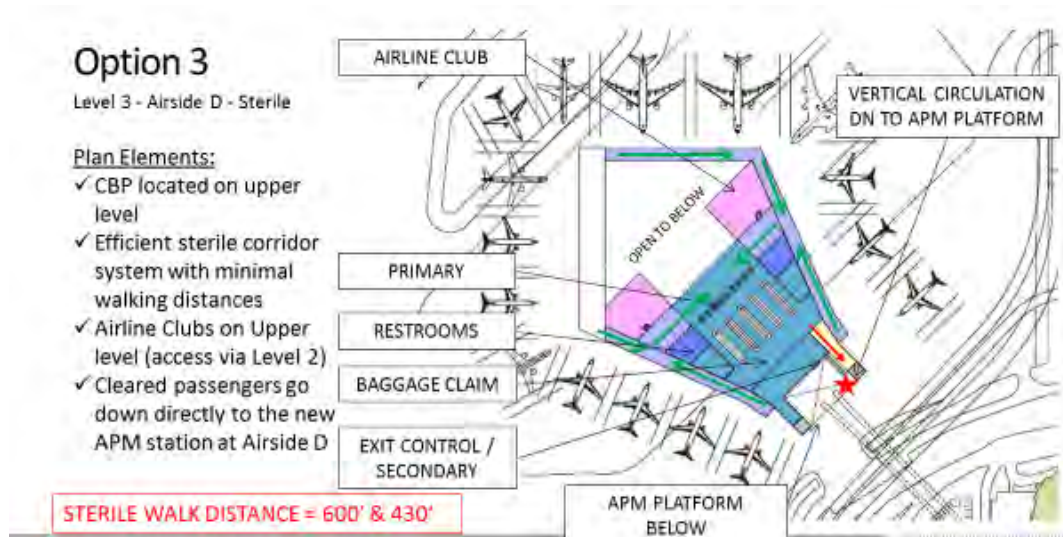 Option 3
Level 3 - Airside D - Sterile
Plan Elements:
✓ CBP located on upper
level
✓ Efficient sterile corridor
system with minimal
walking distances
✓ Airline Clubs on Upper
level (access via Level 2)
✓ Cleared passengers go
down directly to the new
APM station at Airside D
STERILE WALK DISTANCE = 600' & 430'
AIRLINE CLUB
VERTICAL CIRCULATION
DN TO APM PLATFORM
OPEN TO BELOW
PRIMARY
RESTROOMS
BAGGAGE CLAIM
EXIT CONTROL /
SECONDARY
APM PLATFORM
BELOW